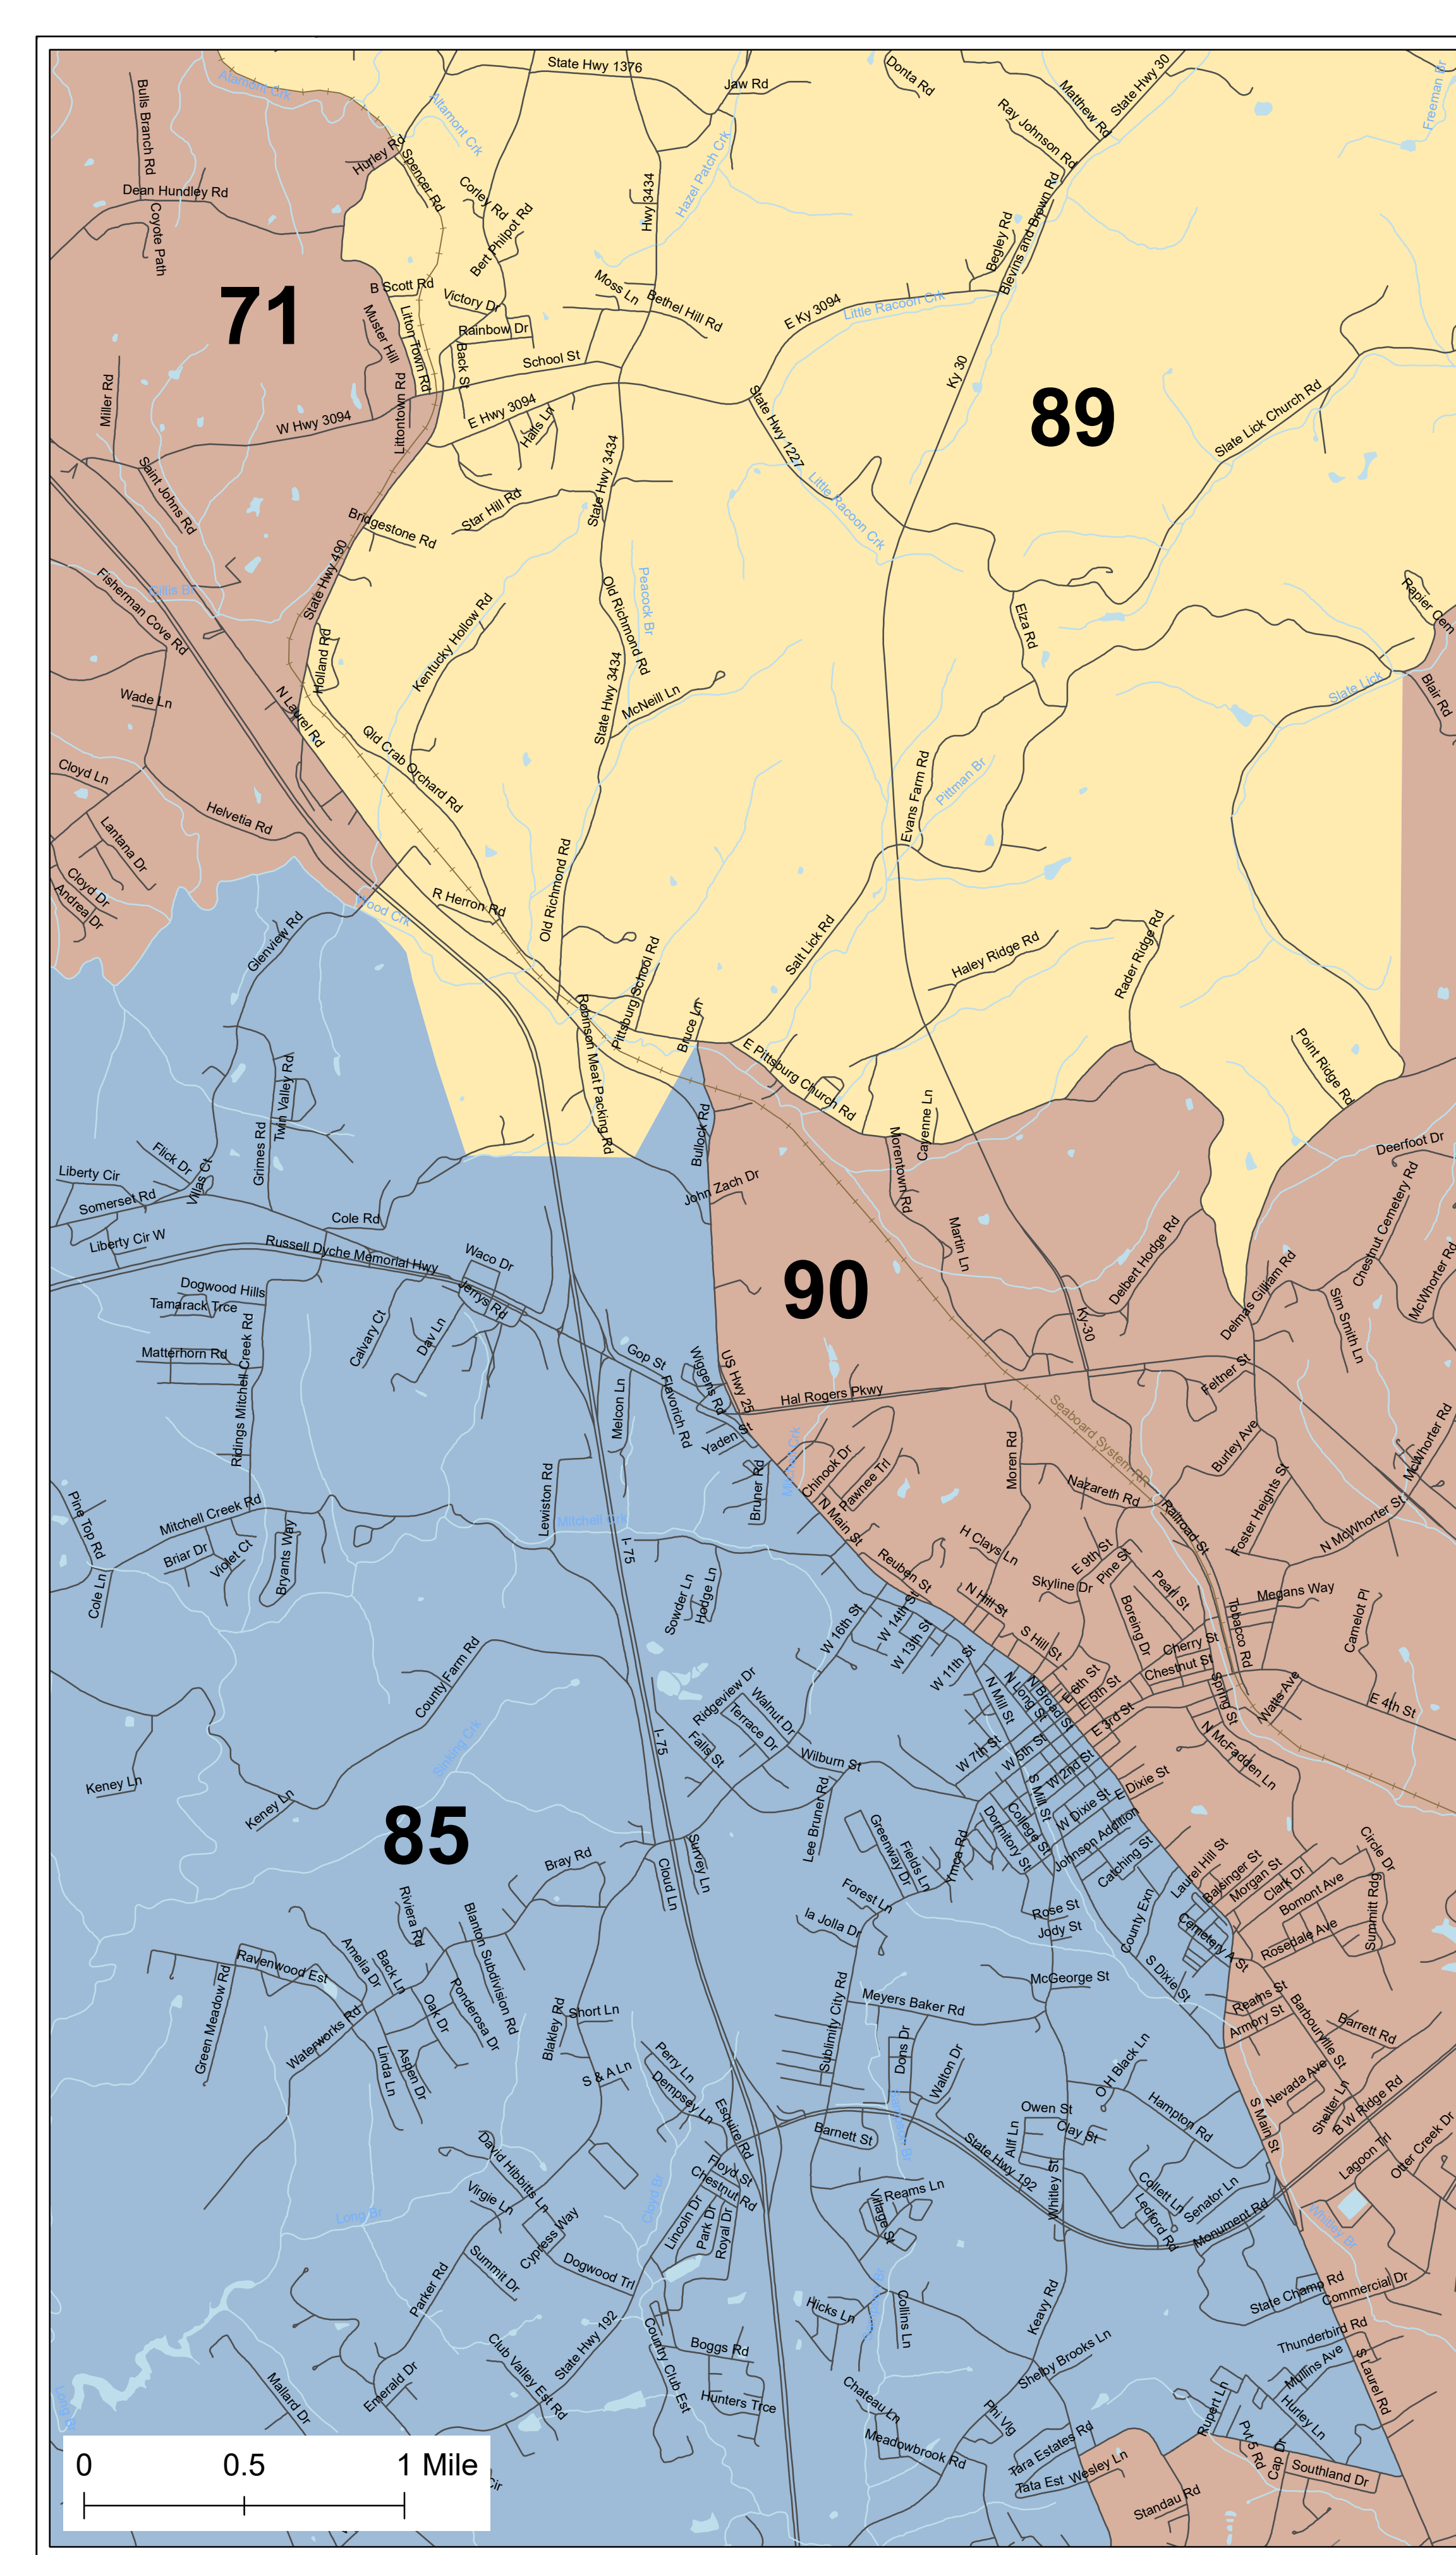 State Hwy 1376
Jaw Rd
Donta Rd
Matthew Rd
State Hwy 30
Ray Johnson Rd
Freeman Br
Bulls Branch Rd
Altamont Crk
Hurley Rd
Spencer Rd
Hazel Patch Crk
Dean Hundley Rd
Coyote Path
Corley Rd
Bert Philpot Rd
Hwy 3434
Begley Rd
Blevins and Brown Rd
71
B Scott Rd
Victory Dr
Moss Ln
Bethel Hill Rd
E Ky 3094
Little Racoon Crk
Muster Hill
Litton Town Rd
Rainbow Dr
Back St
School St
Ky 30
89
Miller Rd
Littontown Rd
W Hwy 3094
E Hwy 3094
Halls Ln
State Hwy 1227
Slate Lick Church Rd
Saint Johns Rd
State Hwy 3434
Little Racoon Crk
Star Hill Rd
Bridgestone Rd
State Hwy 490
Fisherman Cove Rd
Gillis Br
Kentucky Hollow Rd
Old Richmond Rd
Peacock Br
Elza Rd
Rapier Cem
Holland Rd
State Hwy 3434
McNeill Ln
Slate Lick
Blair Rd
Wade Ln
N Laurel Rd
Old Crab Orchard Rd
Evans Farm Rd
Pittman Br
Cloyd Ln
Helvetia Rd
Lantana Dr
Cloyd Dr
Andrea Dr
Wood Crk
R Herron Rd
Old Richmond Rd
Glenview Rd
Pittsburg School Rd
Salt Lick Rd
Haley Ridge Rd
Rader Ridge Rd
Robinson Meat Packing Rd
Bruce Ln
E Pittsburg Church Rd
Point Ridge Rd
Twin Valley Rd
Grimes Rd
Bullock Rd
Morentown Rd
Cayenne Ln
Deerfoot Dr
Flick Dr
Villas Ct
Liberty Cir
Somerset Rd
Liberty Cir W
John Zach Dr
Chestnut Cemetery Rd
McWhorter Rd
Cole Rd
Russell Dyche Memorial Hwy
Waco Dr
Jerrys Rd
Martin Ln
Delbert Hodge Rd
Delmas Gilliam Rd
Sim Smith Ln
90
Dogwood Hills
Tamarack Trce
Matterhorn Rd
Ridings Mitchell Creek Rd
Calvary Ct
Day Ln
Ky-30
Gop St
Flavorich Rd
Wiggens Rd
US Hwy 25
Yaden St
Hal Rogers Pkwy
Feltner St
Melcon Ln
Seaboard System RR
Burley Ave
McWhorter Rd
Bruner Rd
Chinook Dr
Pawnee Trl
Moren Rd
Nazareth Rd
Railroad St
Foster Heights St
N McWhorter St
Lewiston Rd
Mitchell Crk
N Main St
Pine Top Rd
Mitchell Creek Rd
Briar Dr
Violet Ct
Bryants Way
Cole Ln
I- 75
Reuben St
H Clays Ln
Skyline Dr
E 9th St
Pine St
Pearl St
Boreing Dr
Megans Way
Camelot Pl
Sowder Ln
Hodge Ln
N Hill St
S Hill St
W 16th St
W 14th St
W 13th St
W 11th St
Cherry St
Chestnut St
Tobacco Rd
County Farm Rd
Sinking Crk
Ridgeview Dr
Walnut Dr
Terrace Dr
Falls St
N Mill St
N Long St
N Broad St
E 6th St
E 5th St
E 3rd St
Spring St
Watts Ave
E 4th St
N McFadden Ln
I- 75
Wilburn St
W 7th St
W 5th St
W 2nd St
S Mill St
W Dixie St
E Dixie St
Keney Ln
Keney Ln
85
Lee Bruner Rd
Greenway Dr
Fields Ln
Ymca Rd
Dormitory St
College St
Johnson Addition
Catching St
Laurel Hill St
Balsinger St
Morgan St
Clark Dr
Circle Dr
Bray Rd
Survey Ln
Cloud Ln
Forest Ln
la Jolla Dr
Rose St
Jody St
County Exn
Cemetery A St
Bomont Ave
Rosedale Ave
Summitt Rdg
Riviera Rd
Blanton Subdivision Rd
Amelia Dr
Back Ln
Ravenwood Est
Green Meadow Rd
Waterworks Rd
Oak Dr
Ponderosa Dr
McGeorge St
Meyers Baker Rd
S Dixie St
Reams St
Armory St
Barbourville St
Barrett Rd
Blakley Rd
Short Ln
Sublimity City Rd
Linda Ln
Aspen Dr
S & A Ln
Perry Ln
Dempsey Ln
Esquire Rd
Dons Dr
Walton Dr
O H Black Ln
Hampton Rd
Owen St
Clay St
Allf Ln
Nevada Ave
Shelter Ln
B W Ridge Rd
S Main St
Lagoon Trl
Otter Creek Dr
Barnett St
State Hwy 192
David Hibbitts Ln
Virgie Ln
Floyd St
Chestnut Rd
Lincoln Dr
Park Dr
Royal Dr
Cloyd Br
Long Br
Cypress Way
Reams Ln
Village St
Whitley St
Collett Ln
Ledford Rd
Senator Ln
Monument Rd
Whitley Br
Summit Dr
Dogwood Trl
Parker Rd
State Hwy 192
Country Club Est
Hicks Ln
Collins Ln
Keavy Rd
State Champ Rd
Commercial Dr
Thunderbird Rd
Mullins Ave
S Laurel Rd
Boggs Rd
Club Valley Est Rd
Emerald Dr
Mallard Dr
Hunters Trce
Chateau Ln
Shelby Brooks Ln
Phi Vlg
Rupert Ln
Hurley Ln
Pvt 5 Rd
Cap Dr
Meadowbrook Rd
Tara Estates Rd
Tata Est
Wesley Ln
Southland Dr
Standau Rd
0 0.5 1 Mile